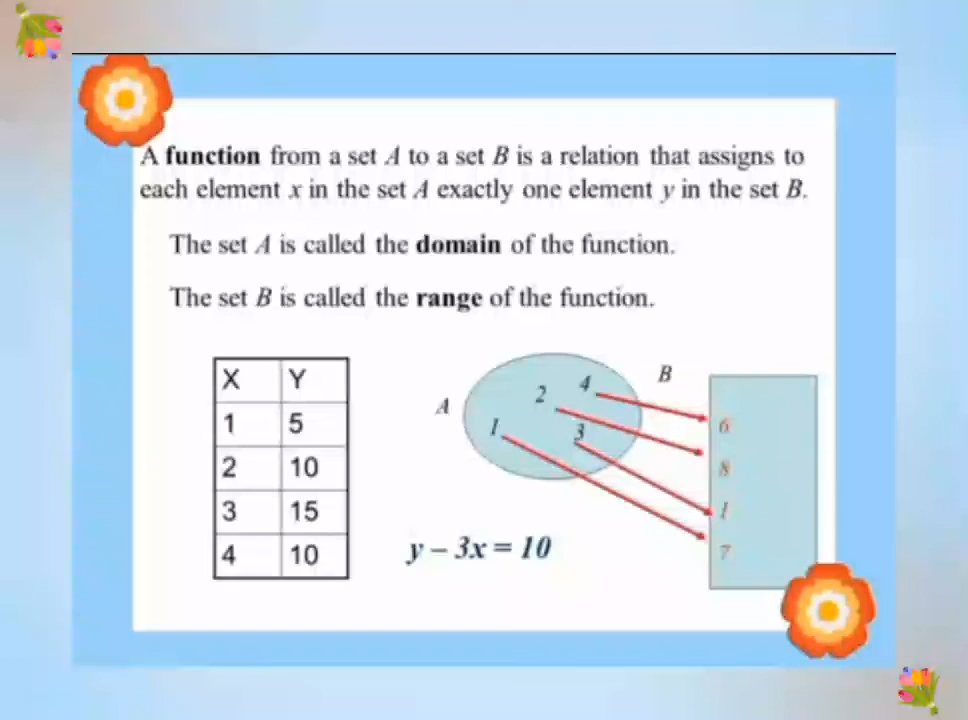 A function from a set A to a set B is a relation that assigns to
each element x in the set A exactly one element y in the set B.
The set A is called the domain of the function.
The set B is called the range of the function.
X Y
1 5
2 10
3 15
4 10
A
1
2
4
3
B
6
8
1
7
y – 3x = 10